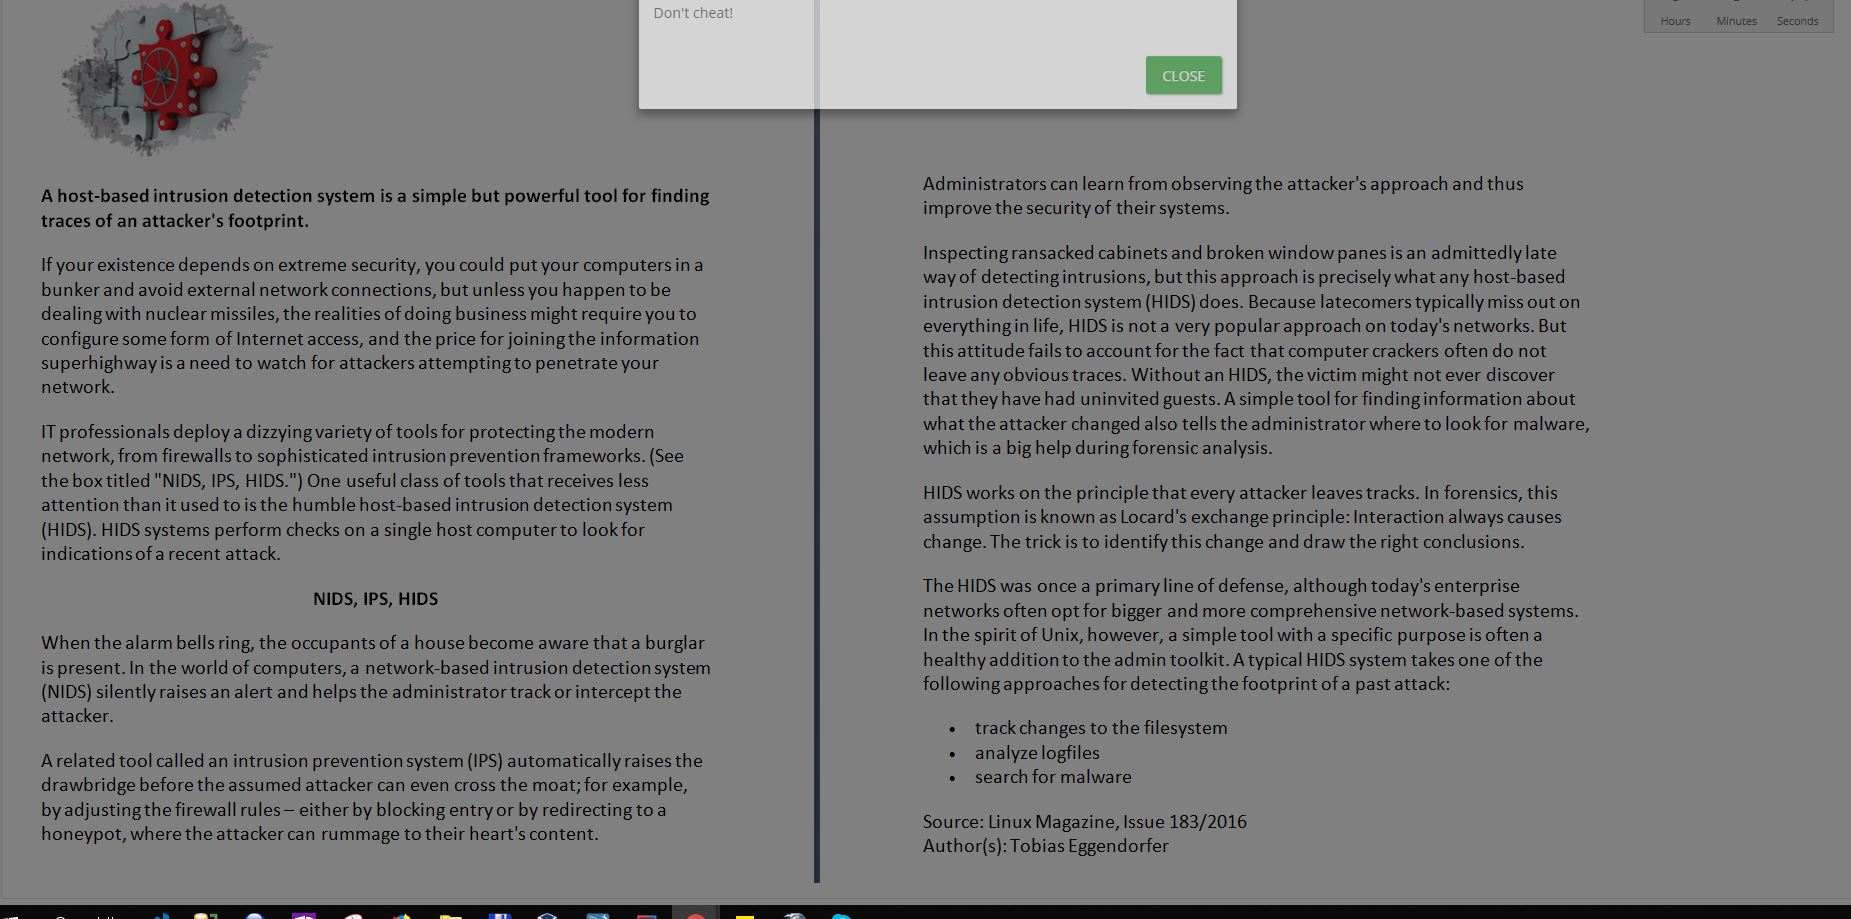 Don't cheat!
CLOSE
Hours Minutes Seconds
A host-based intrusion detection system is a simple but powerful tool for finding
traces of an attacker's footprint.
If your existence depends on extreme security, you could put your computers in a
bunker and avoid external network connections, but unless you happen to be
dealing with nuclear missiles, the realities of doing business might require you to
configure some form of Internet access, and the price for joining the information
superhighway is a need to watch for attackers attempting to penetrate your
network.
IT professionals deploy a dizzying variety of tools for protecting the modern
network, from firewalls to sophisticated intrusion prevention frameworks. (See
the box titled "NIDS, IPS, HIDS.") One useful class of tools that receives less
attention than it used to is the humble host-based intrusion detection system
(HIDS). HIDS systems perform checks on a single host computer to look for
indications of a recent attack.
NIDS, IPS, HIDS
When the alarm bells ring, the occupants of a house become aware that a burglar
is present. In the world of computers, a network-based intrusion detection system
(NIDS) silently raises an alert and helps the administrator track or intercept the
attacker.
A related tool called an intrusion prevention system (IPS) automatically raises the
drawbridge before the assumed attacker can even cross the moat; for example,
by adjusting the firewall rules – either by blocking entry or by redirecting to a
honeypot, where the attacker can rummage to their heart's content.
Administrators can learn from observing the attacker's approach and thus
improve the security of their systems.
Inspecting ransacked cabinets and broken window panes is an admittedly late
way of detecting intrusions, but this approach is precisely what any host-based
intrusion detection system (HIDS) does. Because latecomers typically miss out on
everything in life, HIDS is not a very popular approach on today's networks. But
this attitude fails to account for the fact that computer crackers often do not
leave any obvious traces. Without an HIDS, the victim might not ever discover
that they have had uninvited guests. A simple tool for finding information about
what the attacker changed also tells the administrator where to look for malware,
which is a big help during forensic analysis.
HIDS works on the principle that every attacker leaves tracks. In forensics, this
assumption is known as Locard's exchange principle: Interaction always causes
change. The trick is to identify this change and draw the right conclusions.
The HIDS was once a primary line of defense, although today's enterprise
networks often opt for bigger and more comprehensive network-based systems.
In the spirit of Unix, however, a simple tool with a specific purpose is often a
healthy addition to the admin toolkit. A typical HIDS system takes one of the
following approaches for detecting the footprint of a past attack:
• track changes to the filesystem
• analyze logfiles
• search for malware
Source: Linux Magazine, Issue 183/2016
Author(s): Tobias Eggendorfer